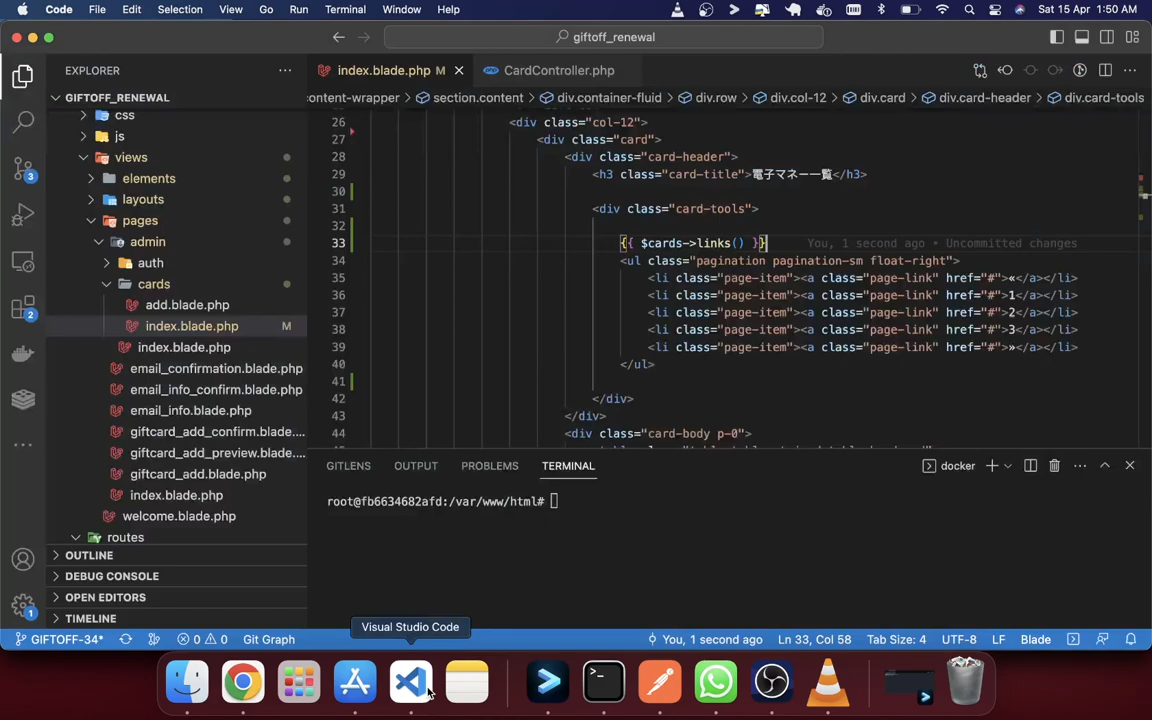 Code File Edit Selection View Go Run Terminal Window Help Sat 15 Apr 1:50 AM
giftoff_renewal
EXPLORER
index.blade.php M
CardController.php
GIFTOFF_RENEWAL
content-wrapper > section.content > div.container-fluid > div.row > div.col-12 > div.card > div.card-header > div.card-tools
css
js
views
elements
layouts
pages
admin
auth
cards
add.blade.php
index.blade.php M
index.blade.php
email_confirmation.blade.php
email_info_confirm.blade.php
email_info.blade.php
giftcard_add_confirm.blade....
giftcard_add_preview.blade....
giftcard_add.blade.php
index.blade.php
welcome.blade.php
routes
OUTLINE
DEBUG CONSOLE
OPEN EDITORS
TIMELINE
3
2
1
26 <div class="col-12">
27 <div class="card">
28 <div class="card-header">
29 <h3 class="card-title">電子マネー一覧</h3>
30
31 <div class="card-tools">
32
33 {{ $cards->links() }} You, 1 second ago • Uncommitted changes
34 <ul class="pagination pagination-sm float-right">
35 <li class="page-item"><a class="page-link" href="#">«</a></li>
36 <li class="page-item"><a class="page-link" href="#">1</a></li>
37 <li class="page-item"><a class="page-link" href="#">2</a></li>
38 <li class="page-item"><a class="page-link" href="#">3</a></li>
39 <li class="page-item"><a class="page-link" href="#">»</a></li>
40 </ul>
41
42 </div>
43 </div>
44 <div class="card-body p-0">
GITLENS OUTPUT PROBLEMS TERMINAL docker
root@fb6634682afd:/var/www/html#
Visual Studio Code
GIFTOFF-34* 0 0 Git Graph You, 1 second ago Ln 33, Col 58 Tab Size: 4 UTF-8 LF Blade